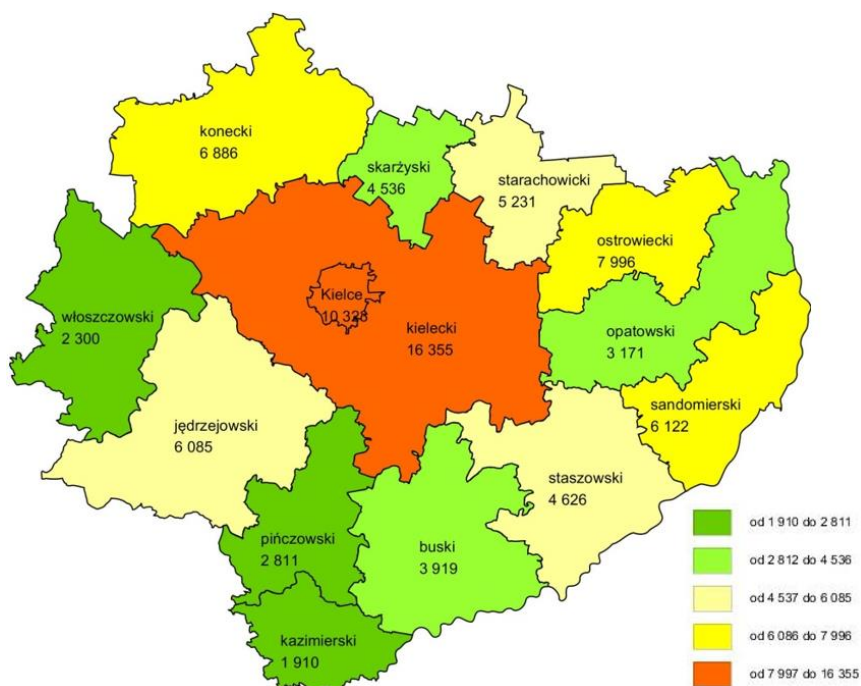 konecki
6 886
skarżyski
4 536
starachowicki
5 231
ostrowiecki
7 996
Kielce
10 328
włoszczowski
2 300
kielecki
16 355
opatowski
3 171
sandomierski
6 122
jędrzejowski
6 085
staszowski
4 626
pińczowski
2 811
buski
3 919
kazimierski
1 910
od 1 910 do 2 811
od 2 812 do 4 536
od 4 537 do 6 085
od 6 086 do 7 996
od 7 997 do 16 355